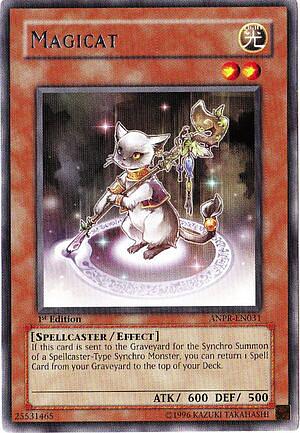 MAGICAT
光
1st Edition
ANPR-EN031
[SPELLCASTER / EFFECT]
If this card is sent to the Graveyard for the Synchro Summon
of a Spellcaster-Type Synchro Monster, you can return 1 Spell
Card from your Graveyard to the top of your Deck.
ATK/ 600 DEF/ 500
25531465
©1996 KAZUKI TAKAHASHI